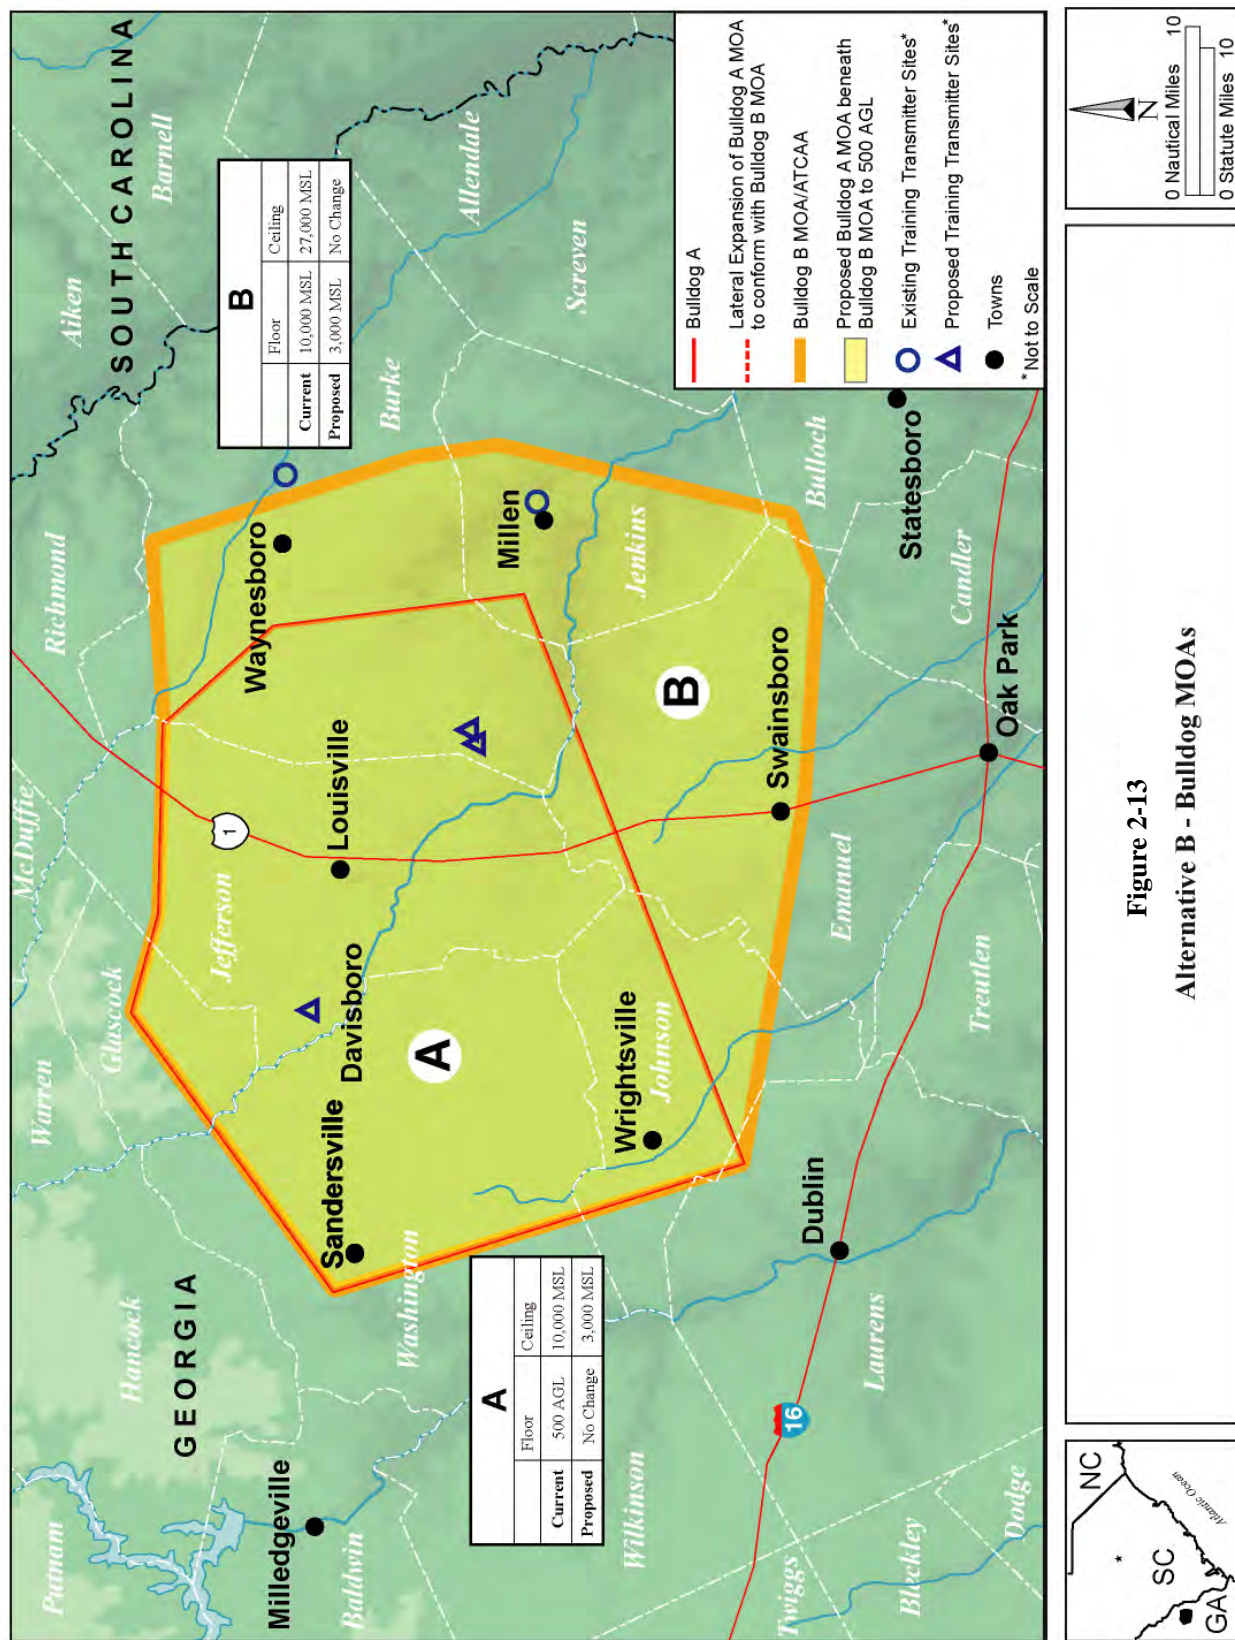 SOUTH CAROLINA
GEORGIA
Putnam
Hancock
Warren
McDuffie
Glascock
Richmond
Aiken
Barnell
Allendale
Burke
Screven
Jefferson
Washington
Baldwin
Wilkinson
Johnson
Jenkins
Bulloch
Candler
Emanuel
Treutlen
Laurens
Twiggs
Bleckley
Dodge
Milledgeville
Sandersville
Davisboro
Louisville
Waynesboro
Millen
Wrightsville
Swainsboro
Statesboro
Oak Park
Dublin
1
16
A
B
B
Floor Ceiling
Current 10,000 MSL 27,000 MSL
Proposed 3,000 MSL No Change
A
Floor Ceiling
Current 500 AGL 10,000 MSL
Proposed No Change 3,000 MSL
Bulldog A
Lateral Expansion of Bulldog A MOA
to conform with Bulldog B MOA
Bulldog B MOA/ATCAA
Proposed Bulldog A MOA beneath
Bulldog B MOA to 500 AGL
Existing Training Transmitter Sites*
Proposed Training Transmitter Sites*
Towns
* Not to Scale
NC
SC
GA
*
Atlantic Ocean
Figure 2-13
Alternative B - Bulldog MOAs
N
0 Nautical Miles 10
0 Statute Miles 10